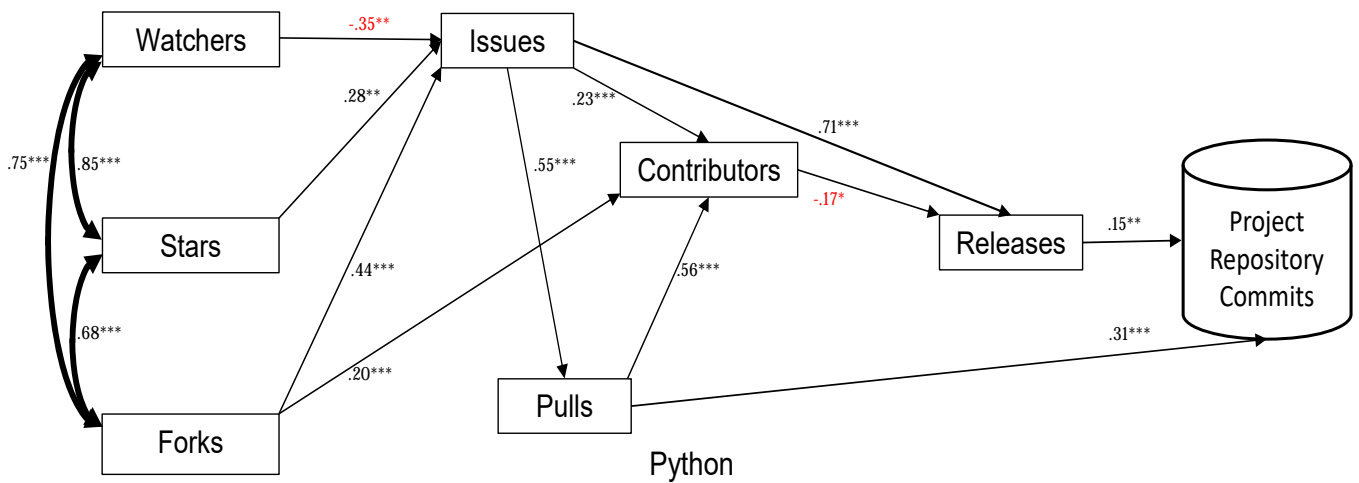 Watchers
-.35**
Issues
.28**
.23***
.71***
.75***
.85***
.55***
Contributors
-.17*
Stars
Releases
.15**
Project
Repository
Commits
.44***
.56***
.68***
.20***
.31***
Pulls
Forks
Python